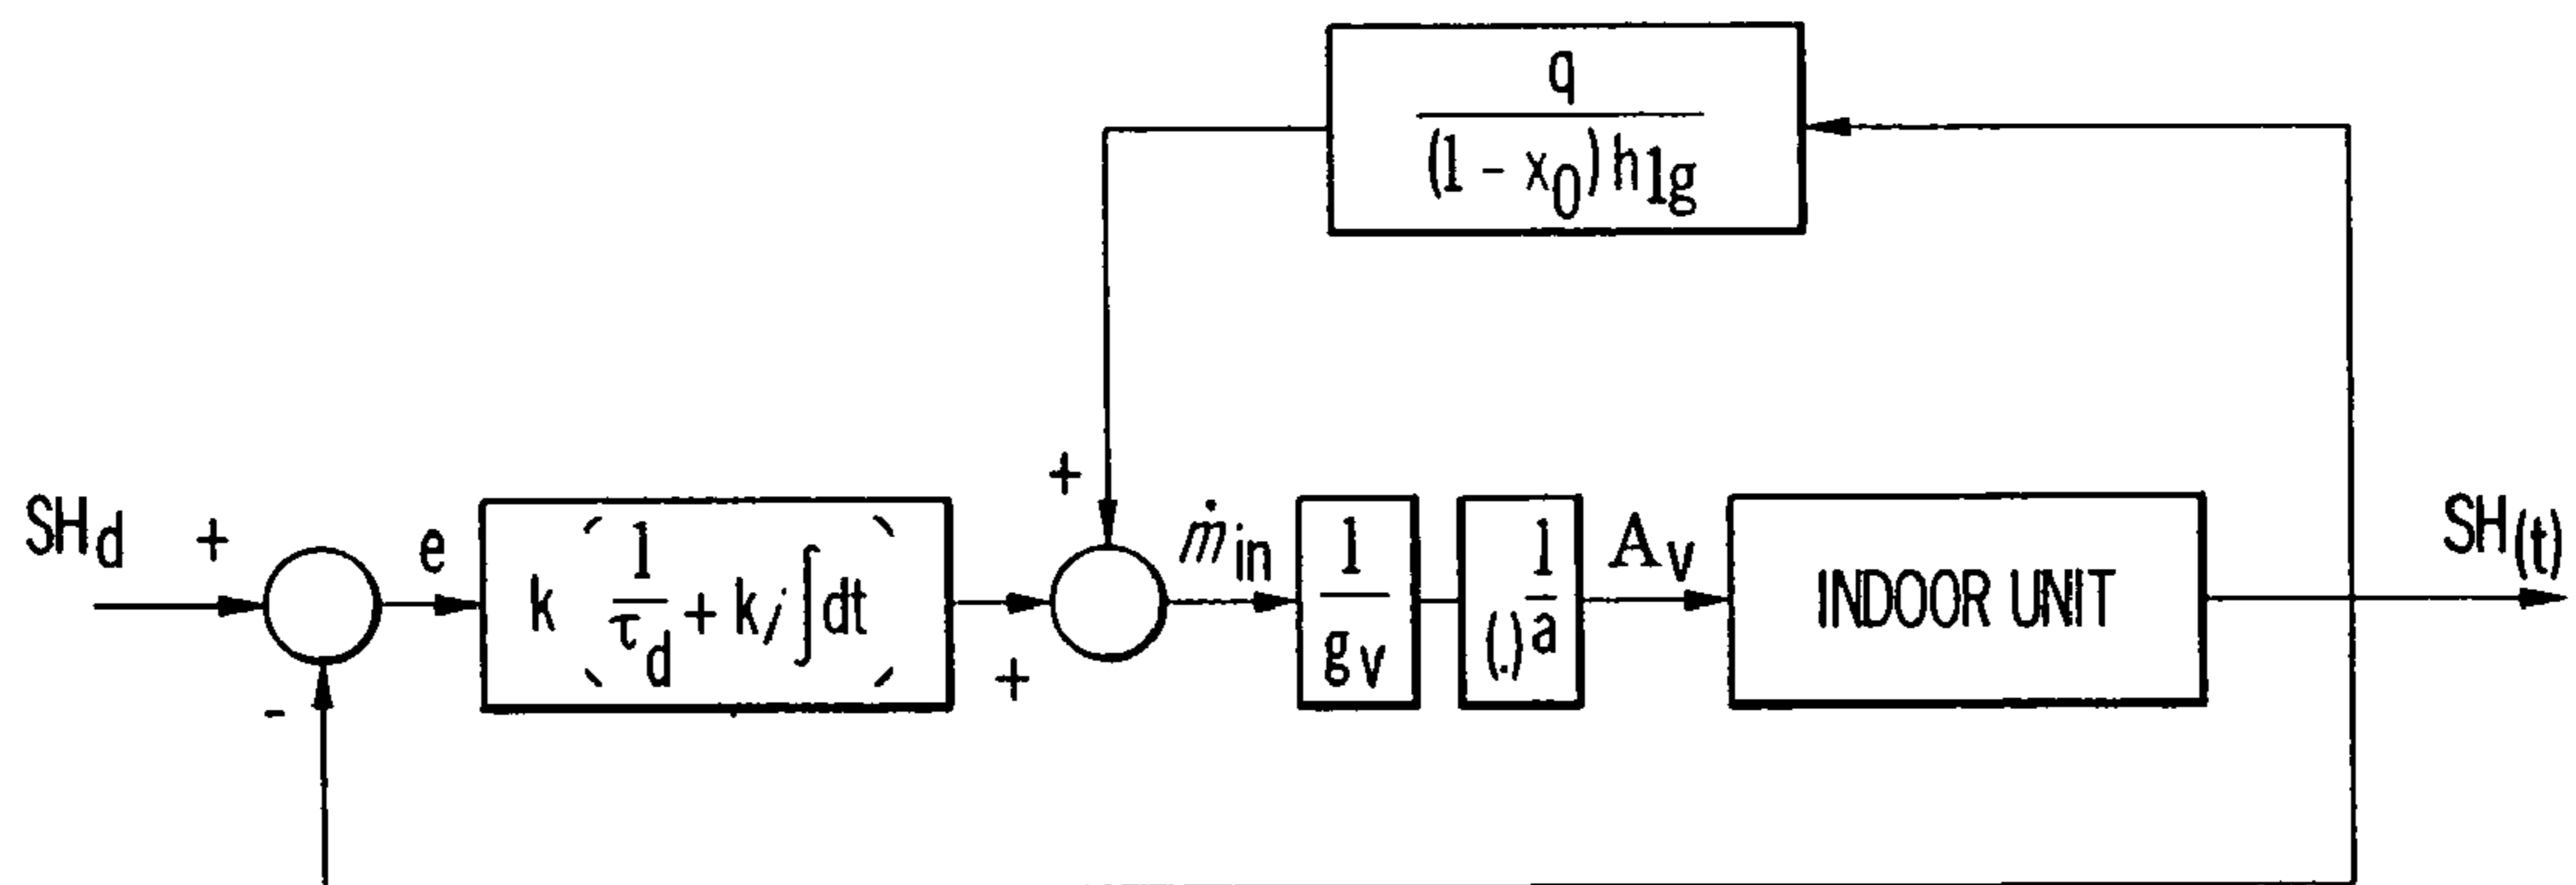 q
(1 - x0) h1g
SHd
+
-
e
k ( 1/τd + ki ∫dt )
+
+
ṁin
1/gv
(.)1/a
Av
INDOOR UNIT
SH(t)